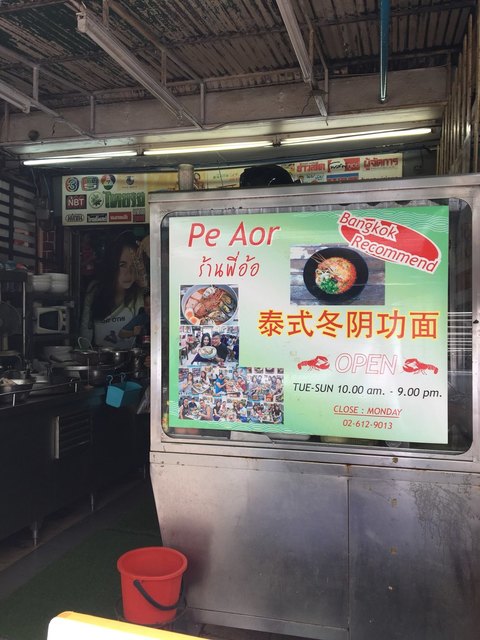 NBT
Pe Aor
ร้านพี่อ้อ
Bangkok
Recommend
泰式冬阴功面
OPEN
TUE-SUN 10.00 am. - 9.00 pm.
CLOSE : MONDAY
02-612-9013